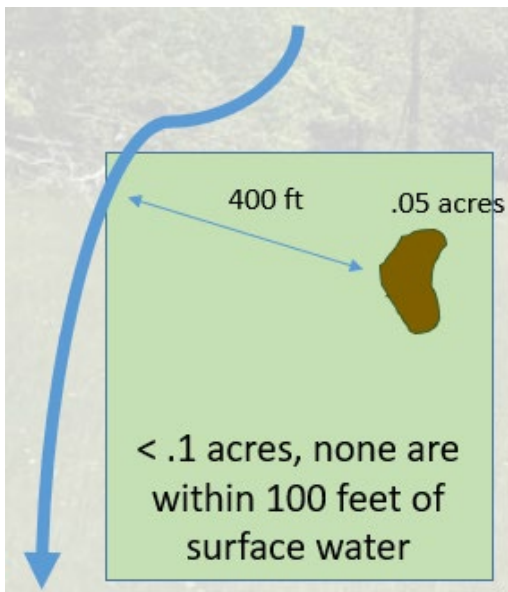 400 ft
.05 acres
< .1 acres, none are
within 100 feet of
surface water